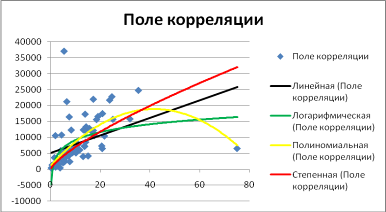 Поле корреляции
40000
35000
30000
25000
20000
15000
10000
5000
0
-5000
-10000
0
20
40
60
80
Поле корреляции
Линейная (Поле
корреляции)
Логарифмическая
(Поле корреляции)
Полиномиальная
(Поле корреляции)
Степенная (Поле
корреляции)